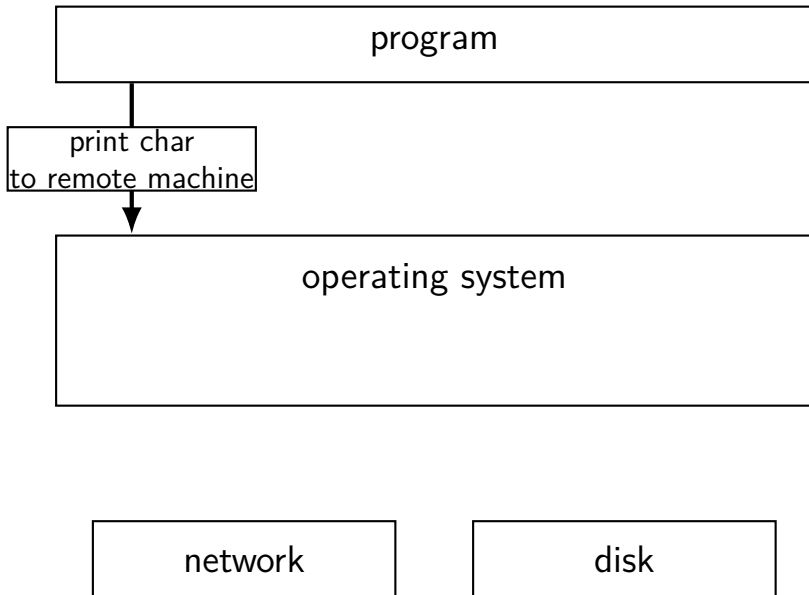 program
print char
to remote machine
operating system
network
disk